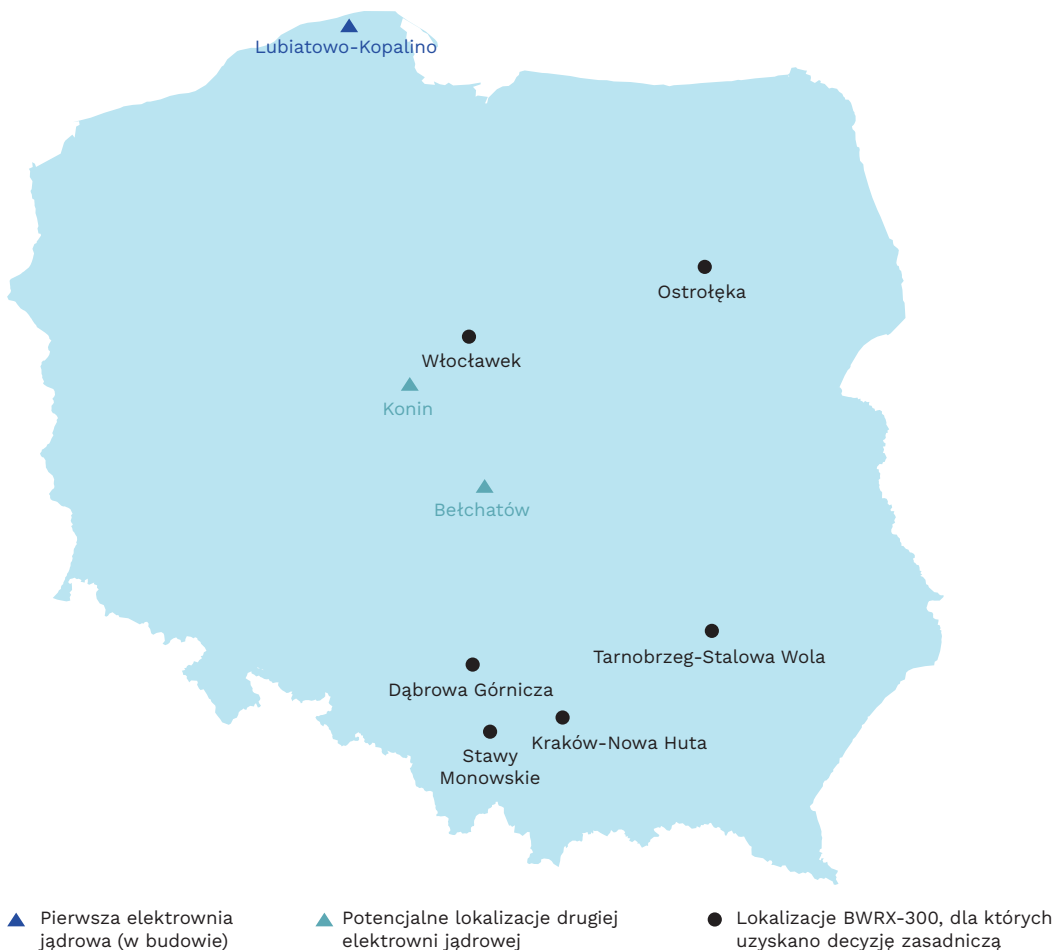 Lubiatowo-Kopalino
Ostrołęka
Włocławek
Konin
Bełchatów
Tarnobrzeg-Stalowa Wola
Dąbrowa Górnicza
Kraków-Nowa Huta
Stawy
Monowskie
Pierwsza elektrownia
jądrowa (w budowie)
Potencjalne lokalizacje drugiej
elektrowni jądrowej
Lokalizacje BWRX-300, dla których
uzyskano decyzję zasadniczą